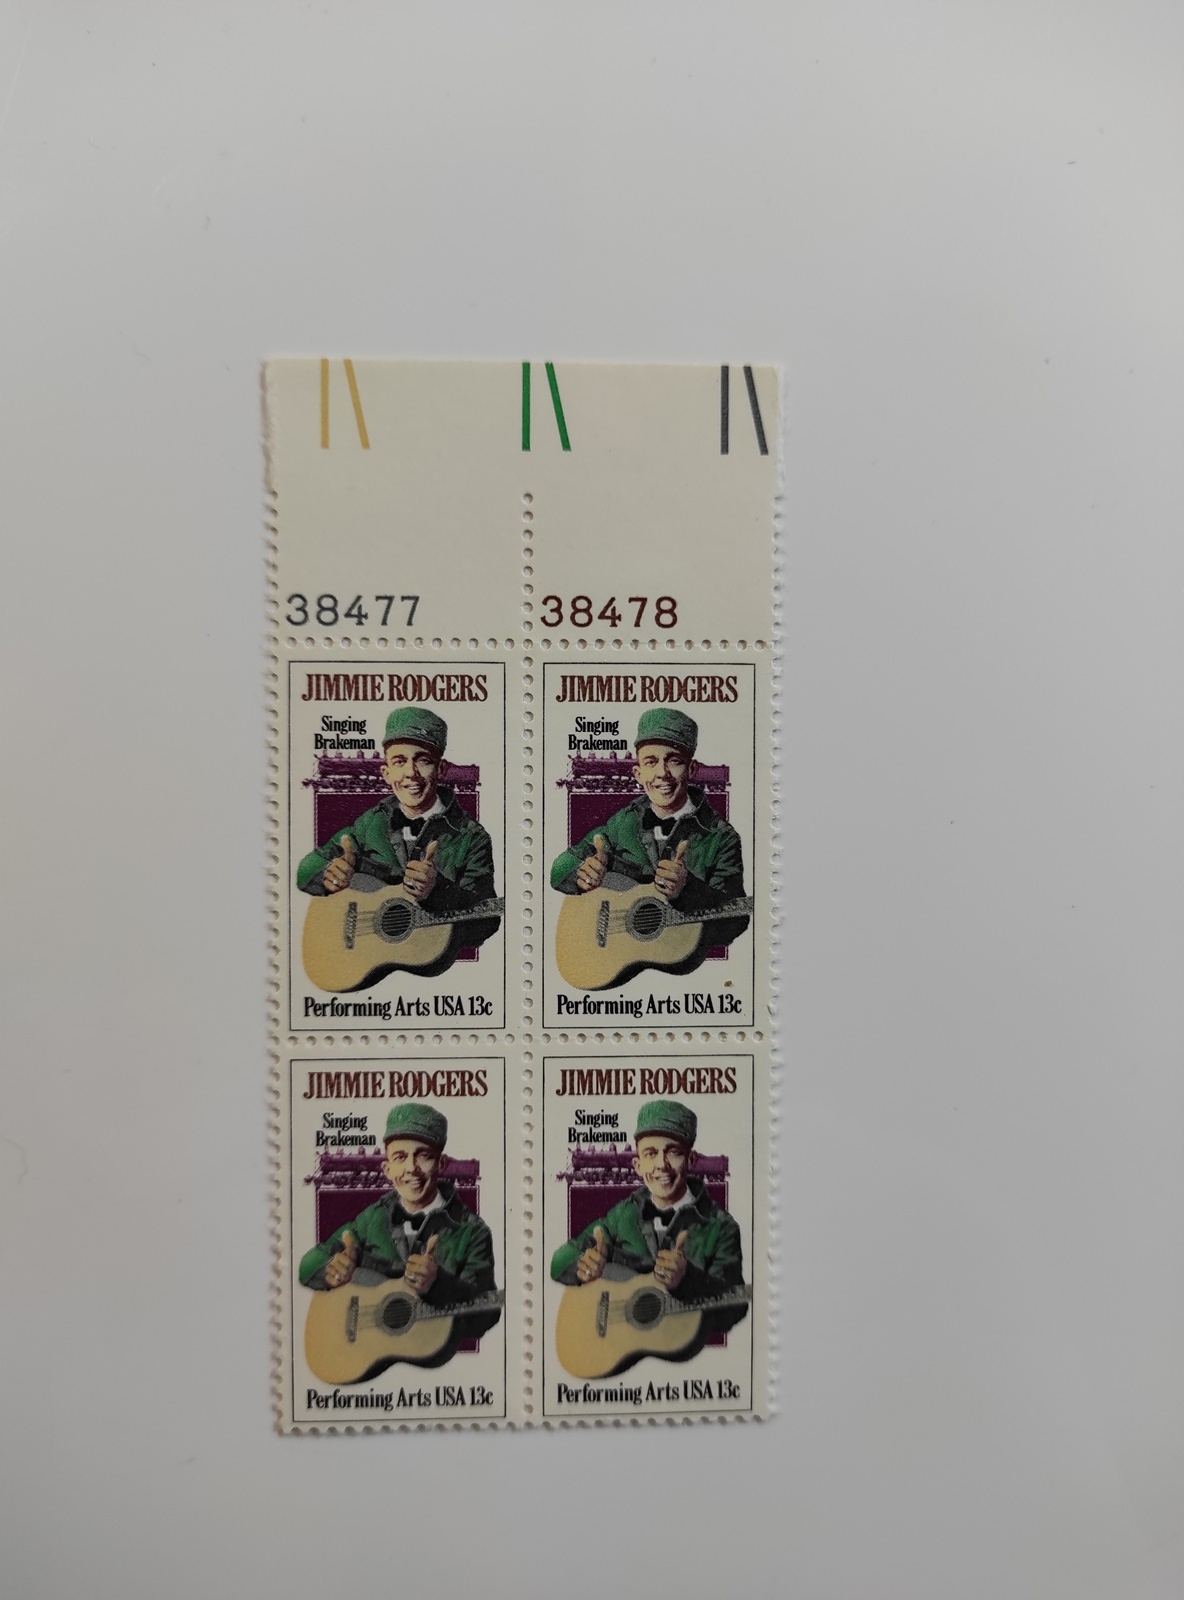 38477 38478
JIMMIE RODGERS
Singing
Brakeman
Performing Arts USA 13c
JIMMIE RODGERS
Singing
Brakeman
Performing Arts USA 13c
JIMMIE RODGERS
Singing
Brakeman
Performing Arts USA 13c
JIMMIE RODGERS
Singing
Brakeman
Performing Arts USA 13c